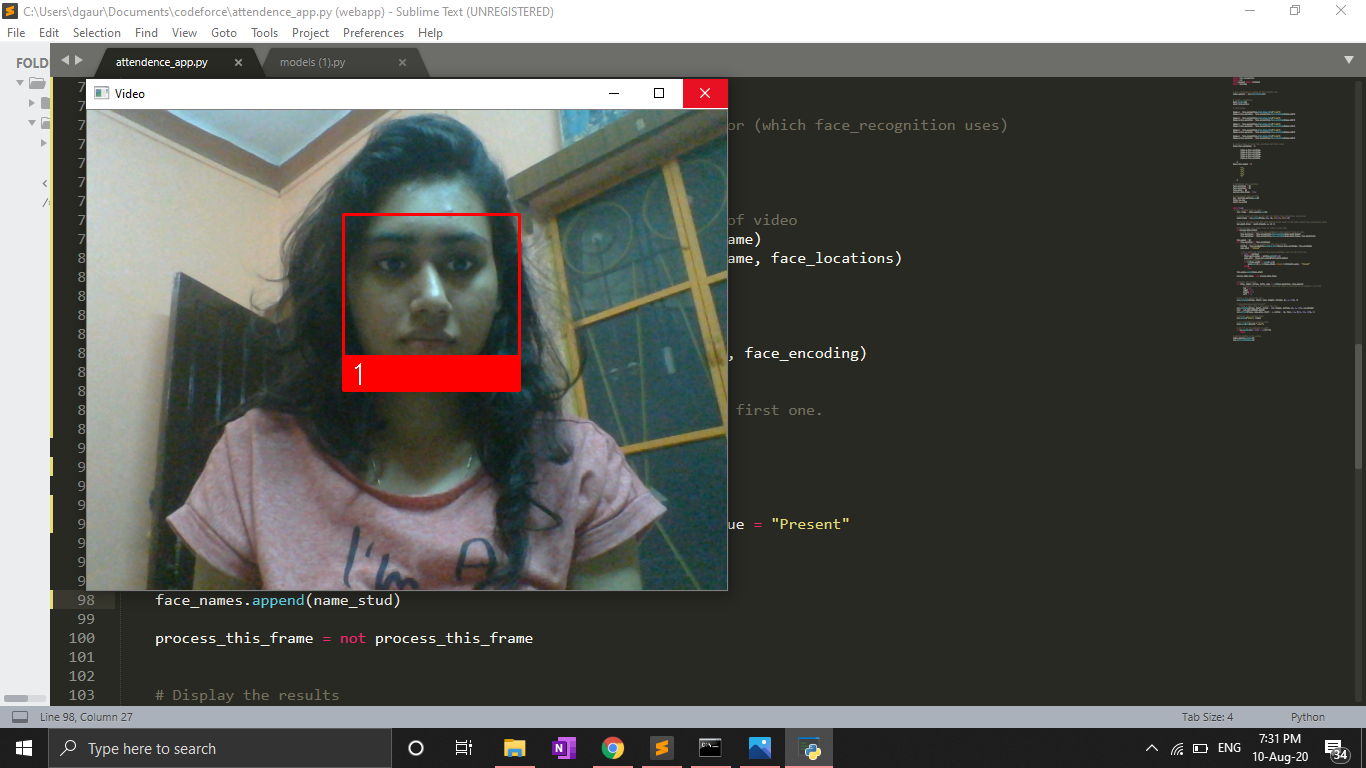 C:\Users\dgaur\Documents\codeforce\attendence_app.py (webapp) - Sublime Text (UNREGISTERED)
File Edit Selection Find View Goto Tools Project Preferences Help
FOLD
attendence_app.py
models (1).py
Video
or (which face_recognition uses)
of video
ame)
ame, face_locations)
, face_encoding)
first one.
ue = "Present"
1
I'm A
98 face_names.append(name_stud)
99
100 process_this_frame = not process_this_frame
101
102
103 # Display the results
Line 98, Column 27
Tab Size: 4
Python
Type here to search
ENG
7:31 PM
10-Aug-20
34